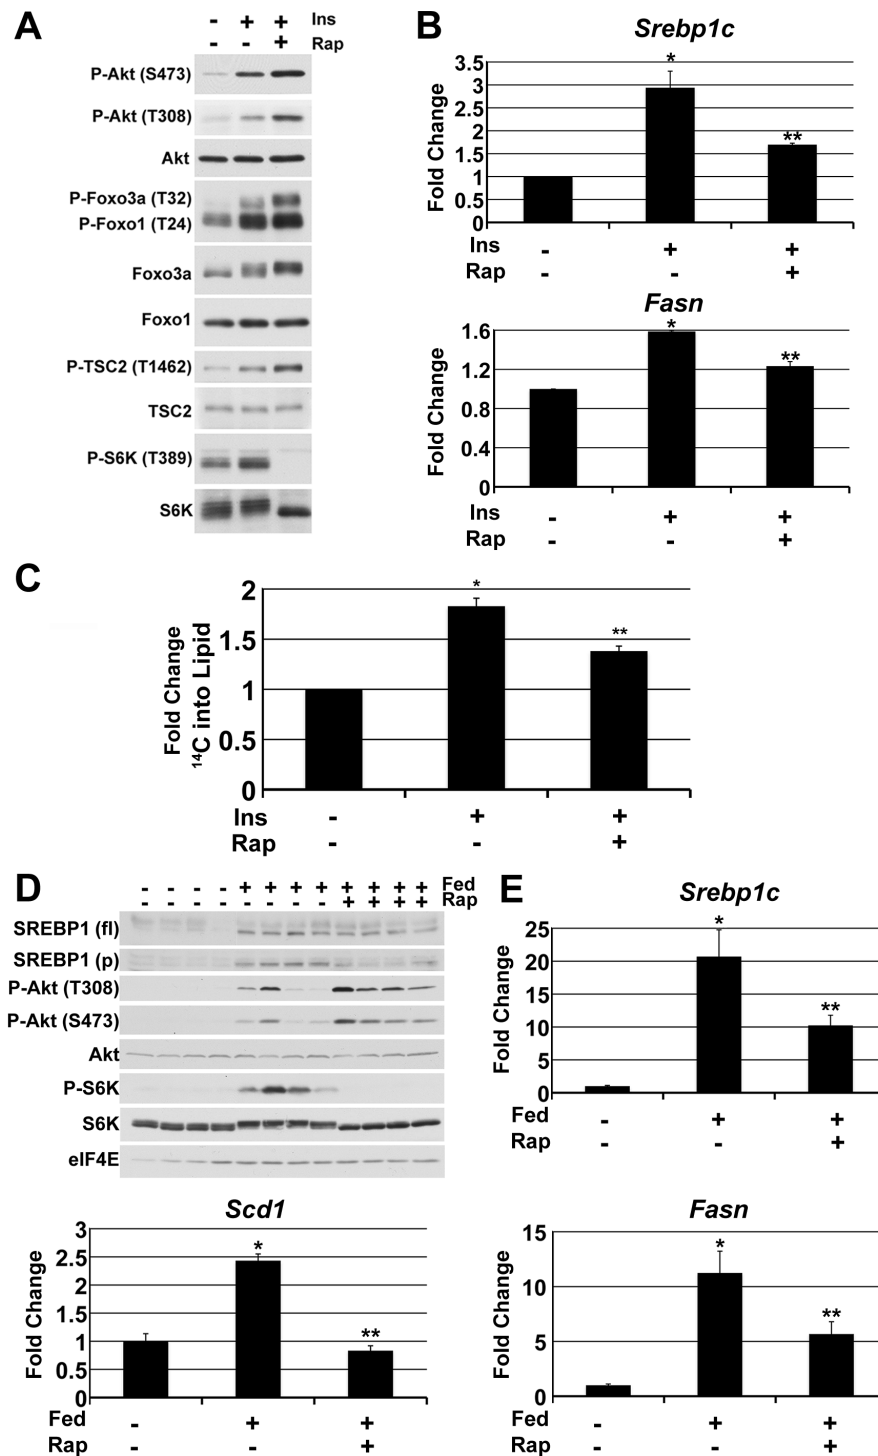 A
- + + Ins
- - + Rap
P-Akt (S473)
P-Akt (T308)
Akt
P-Foxo3a (T32)
P-Foxo1 (T24)
Foxo3a
Foxo1
P-TSC2 (T1462)
TSC2
P-S6K (T389)
S6K
B
Srebp1c
Fold Change
3.5
3
2.5
2
1.5
1
0.5
0
*
**
Ins - + +
Rap - - +
Fasn
Fold Change
1.6
1.2
0.8
0.4
0
*
**
Ins - + +
Rap - - +
C
Fold Change
¹⁴C into Lipid
2
1.5
1
0.5
0
*
**
Ins - + +
Rap - - +
D
- - - - + + + + + + + + Fed
- - - - - - - - + + + + Rap
SREBP1 (fl)
SREBP1 (p)
P-Akt (T308)
P-Akt (S473)
Akt
P-S6K
S6K
eIF4E
E
Srebp1c
Fold Change
25
20
15
10
5
0
*
**
Fed - + +
Rap - - +
Scd1
Fold Change
3
2.5
2
1.5
1
0.5
0
*
**
Fed - + +
Rap - - +
Fasn
Fold Change
15
10
5
0
*
**
Fed - + +
Rap - - +